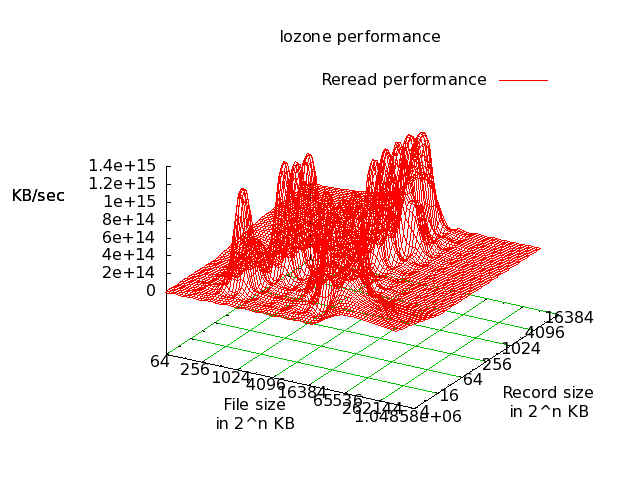 Iozone performance
Reread performance
KB/sec
1.4e+15
1.2e+15
1e+15
8e+14
6e+14
4e+14
2e+14
0
64
256
1024
4096
16384
65536
262144
1.04858e+06
File size
in 2^n KB
4
16
64
256
1024
4096
16384
Record size
in 2^n KB